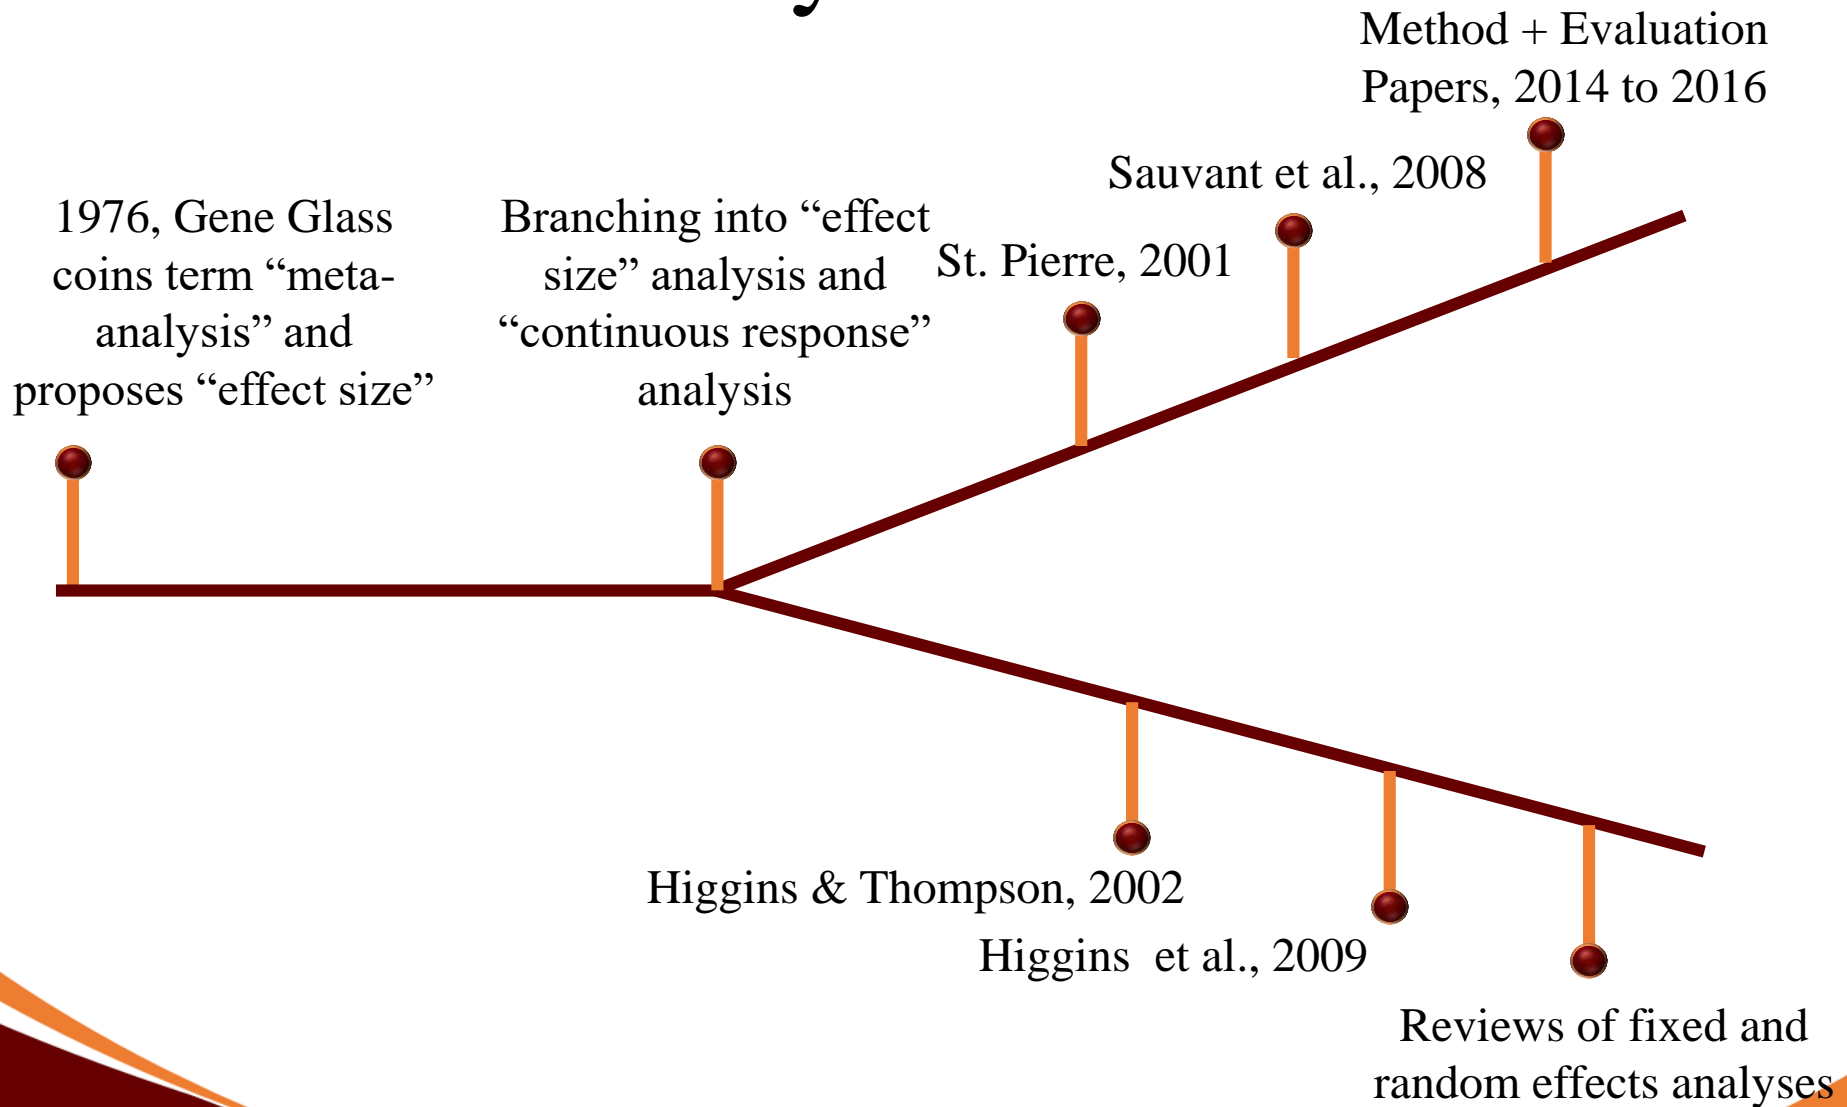 Method + Evaluation
Papers, 2014 to 2016
Sauvant et al., 2008
1976, Gene Glass
coins term “meta-
analysis” and
proposes “effect size”
Branching into “effect
size” analysis and
“continuous response”
analysis
St. Pierre, 2001
Higgins & Thompson, 2002
Higgins  et al., 2009
Reviews of fixed and
random effects analyses